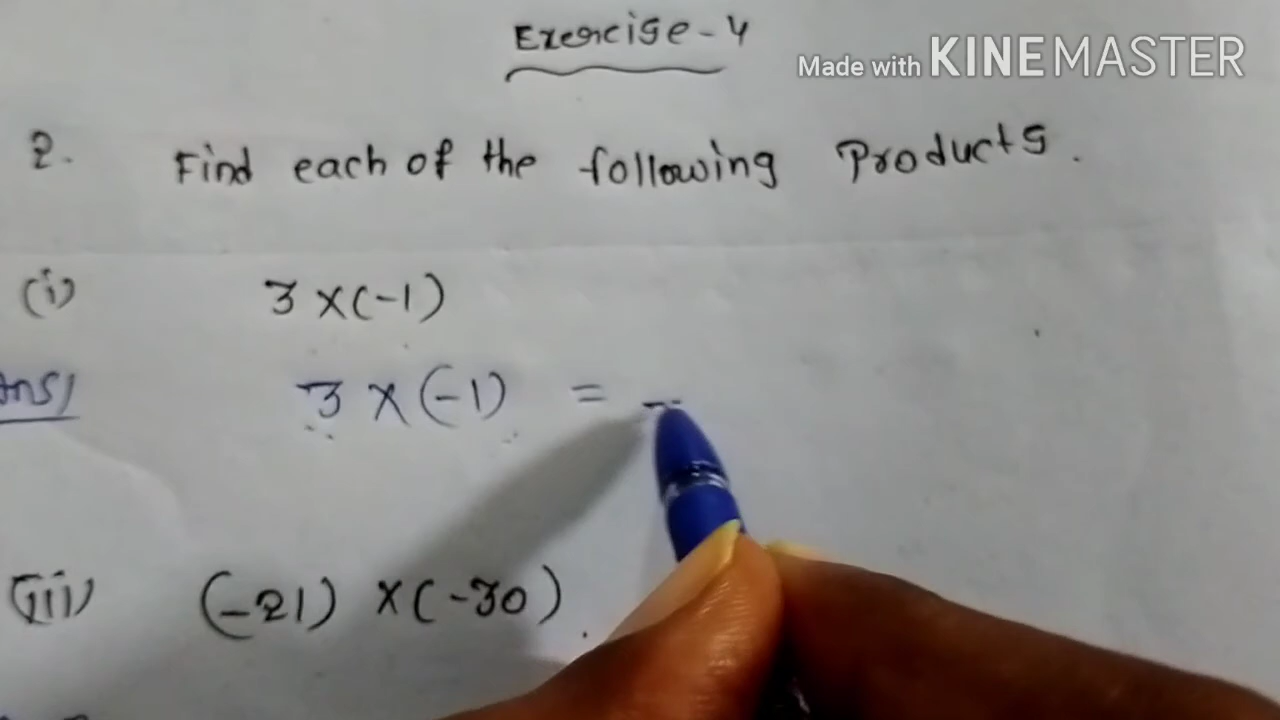 Exercise-4
Made with KINEMASTER
2. Find each of the following Products.
(i) 3×(-1)
Ans) 3×(-1) = -
(iii) (-21)×(-30).